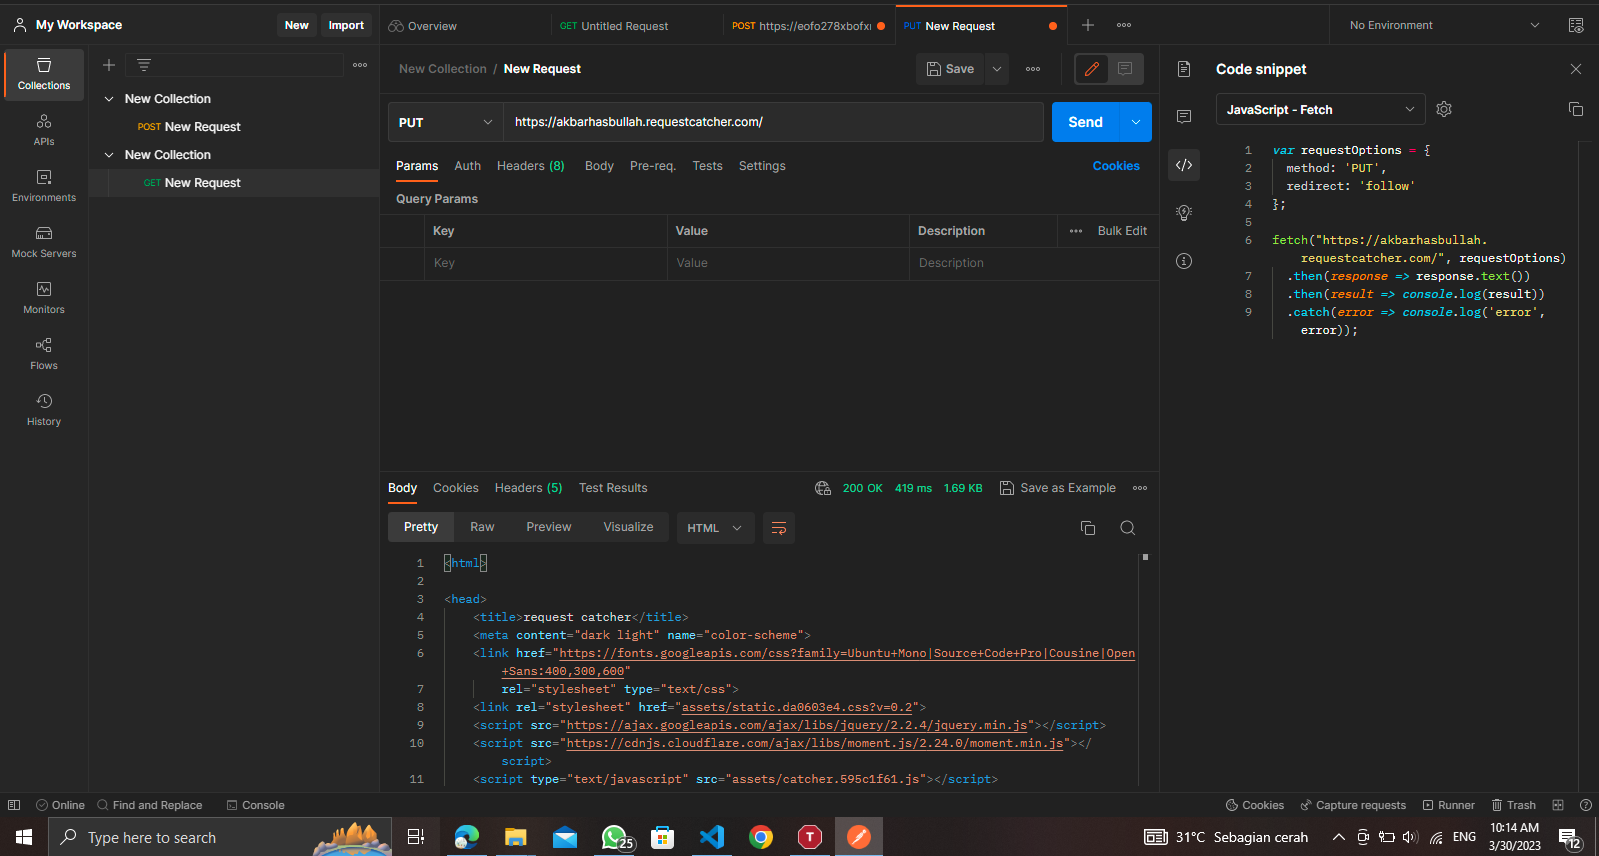 My Workspace
New
Import
Overview
GET Untitled Request
POST https://eofo278xbofxı
PUT New Request
No Environment
Collections
APIs
Environments
Mock Servers
Monitors
Flows
History
New Collection
POST New Request
New Collection
GET New Request
New Collection / New Request
Save
PUT
https://akbarhasbullah.requestcatcher.com/
Send
Params Auth Headers (8) Body Pre-req. Tests Settings
Cookies
Query Params
Key Value Description Bulk Edit
Key Value Description
Body Cookies Headers (5) Test Results
200 OK 419 ms 1.69 KB Save as Example
Pretty Raw Preview Visualize HTML
1 <html>
2
3 <head>
4 <title>request catcher</title>
5 <meta content="dark light" name="color-scheme">
6 <link href="https://fonts.googleapis.com/css?family=Ubuntu+Mono|Source+Code+Pro|Cousine|Open
+Sans:400,300,600"
7 rel="stylesheet" type="text/css">
8 <link rel="stylesheet" href="assets/static.da0603e4.css?v=0.2">
9 <script src="https://ajax.googleapis.com/ajax/libs/jquery/2.2.4/jquery.min.js"></script>
10 <script src="https://cdnjs.cloudflare.com/ajax/libs/moment.js/2.24.0/moment.min.js"></
script>
11 <script type="text/javascript" src="assets/catcher.595c1f61.js"></script>
Code snippet
JavaScript - Fetch
1 var requestOptions = {
2 method: 'PUT',
3 redirect: 'follow'
4 };
5
6 fetch("https://akbarhasbullah.
requestcatcher.com/", requestOptions)
7 .then(response => response.text())
8 .then(result => console.log(result))
9 .catch(error => console.log('error',
error));
Online Find and Replace Console
Cookies Capture requests Runner Trash
Type here to search
25
T
31°C Sebagian cerah
ENG
10:14 AM
3/30/2023
12